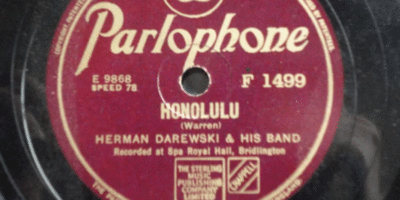 Parlophone
E 9868
SPEED 78
F 1499
HONOLULU
(Warren)
HERMAN DAREWSKI & HIS BAND
Recorded at Spa Royal Hall, Bridlington
THE STERLING
MUSIC
PUBLISHING
COMPANY
LIMITED
CHAPPELL